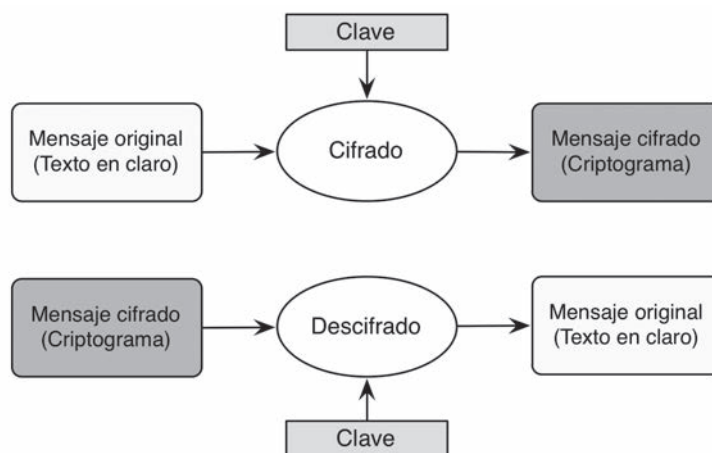 Clave
Mensaje original
(Texto en claro)
Cifrado
Mensaje cifrado
(Criptograma)
Mensaje cifrado
(Criptograma)
Descifrado
Mensaje original
(Texto en claro)
Clave